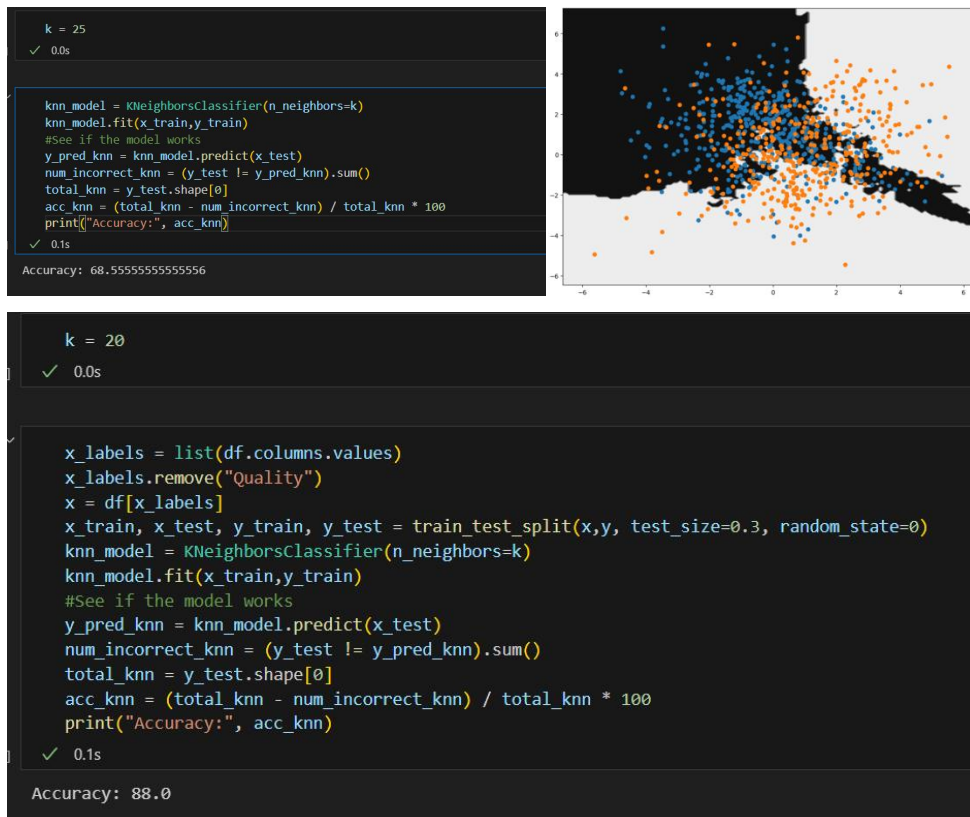 k = 25
0.0s
knn_model = KNeighborsClassifier(n_neighbors=k)
knn_model.fit(x_train,y_train)
#See if the model works
y_pred_knn = knn_model.predict(x_test)
num_incorrect_knn = (y_test != y_pred_knn).sum()
total_knn = y_test.shape[0]
acc_knn = (total_knn - num_incorrect_knn) / total_knn * 100
print("Accuracy:", acc_knn)
0.1s
Accuracy: 68.55555555555556
6
4
2
0
−2
−4
−6
−6 −4 −2 0 2 4 6
k = 20
0.0s
x_labels = list(df.columns.values)
x_labels.remove("Quality")
x = df[x_labels]
x_train, x_test, y_train, y_test = train_test_split(x,y, test_size=0.3, random_state=0)
knn_model = KNeighborsClassifier(n_neighbors=k)
knn_model.fit(x_train,y_train)
#See if the model works
y_pred_knn = knn_model.predict(x_test)
num_incorrect_knn = (y_test != y_pred_knn).sum()
total_knn = y_test.shape[0]
acc_knn = (total_knn - num_incorrect_knn) / total_knn * 100
print("Accuracy:", acc_knn)
0.1s
Accuracy: 88.0